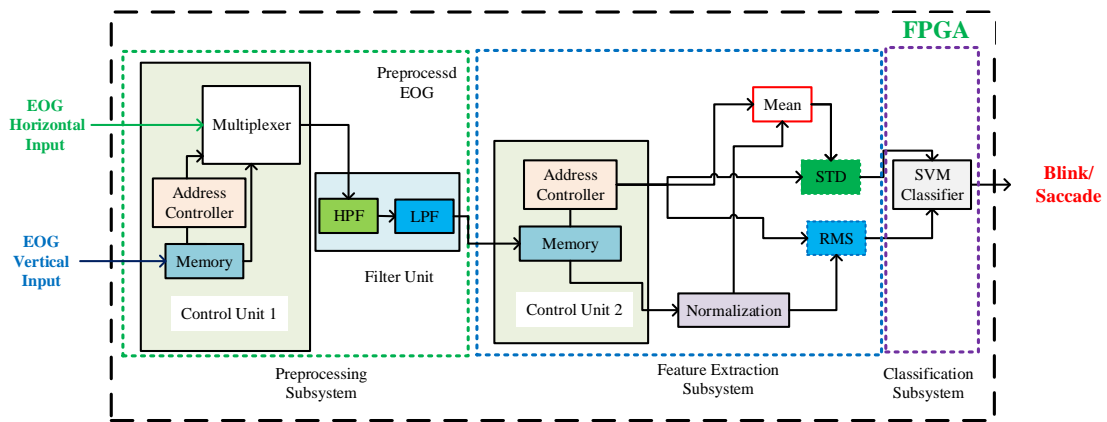 FPGA
Preprocessd
EOG
EOG
Horizontal
Input
Multiplexer
Mean
Address
Controller
Address
Controller
STD
SVM
Classifier
Blink/
Saccade
HPF
LPF
EOG
Vertical
Input
Memory
Memory
RMS
Filter Unit
Control Unit 1
Control Unit 2
Normalization
Preprocessing
Subsystem
Feature Extraction
Subsystem
Classification
Subsystem